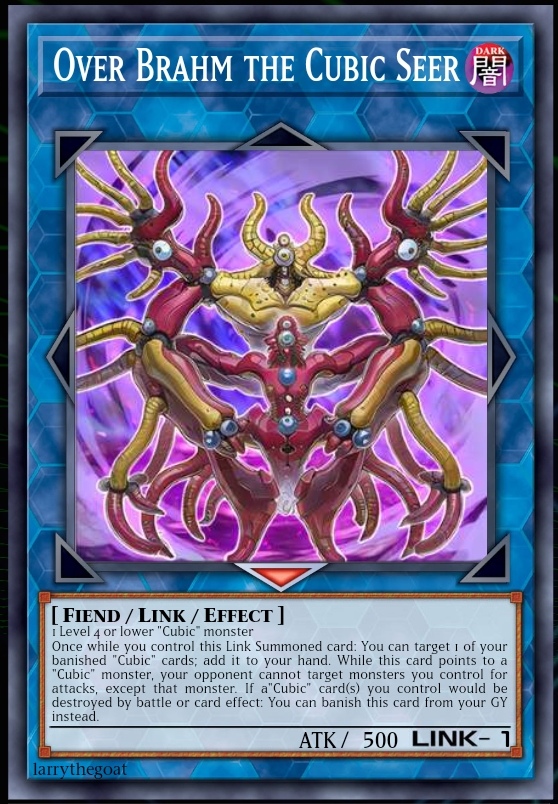 OVER BRAHM THE CUBIC SEER
DARK
闇
[ FIEND / LINK / EFFECT ]
1 Level 4 or lower "Cubic" monster
Once while you control this Link Summoned card: You can target 1 of your
banished "Cubic" cards; add it to your hand. While this card points to a
"Cubic" monster, your opponent cannot target monsters you control for
attacks, except that monster. If a"Cubic" card(s) you control would be
destroyed by battle or card effect: You can banish this card from your GY
instead.
ATK / 500 LINK- 1
larrythegoat